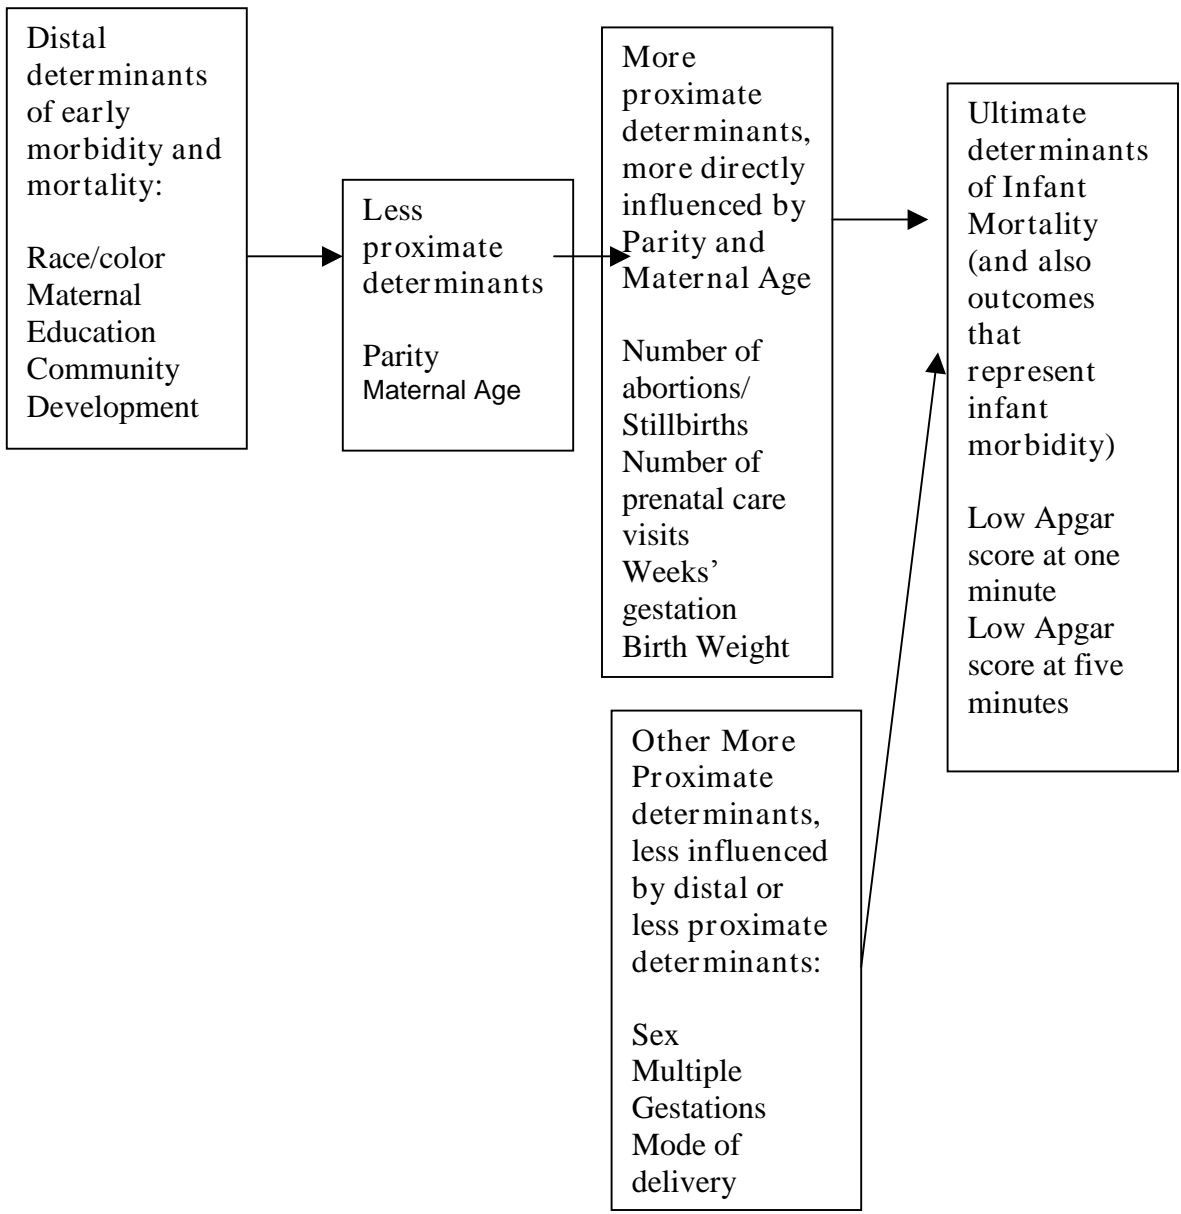 Distal
determinants
of early
morbidity and
mortality:
Race/color
Maternal
Education
Community
Development
Less
proximate
determinants
Parity
Maternal Age
More
proximate
determinants,
more directly
influenced by
Parity and
Maternal Age
Number of
abortions/
Stillbirths
Number of
prenatal care
visits
Weeks’
gestation
Birth Weight
Other More
Proximate
determinants,
less influenced
by distal or
less proximate
determinants:
Sex
Multiple
Gestations
Mode of
delivery
Ultimate
determinants
of Infant
Mortality
(and also
outcomes
that
represent
infant
morbidity)
Low Apgar
score at one
minute
Low Apgar
score at five
minutes